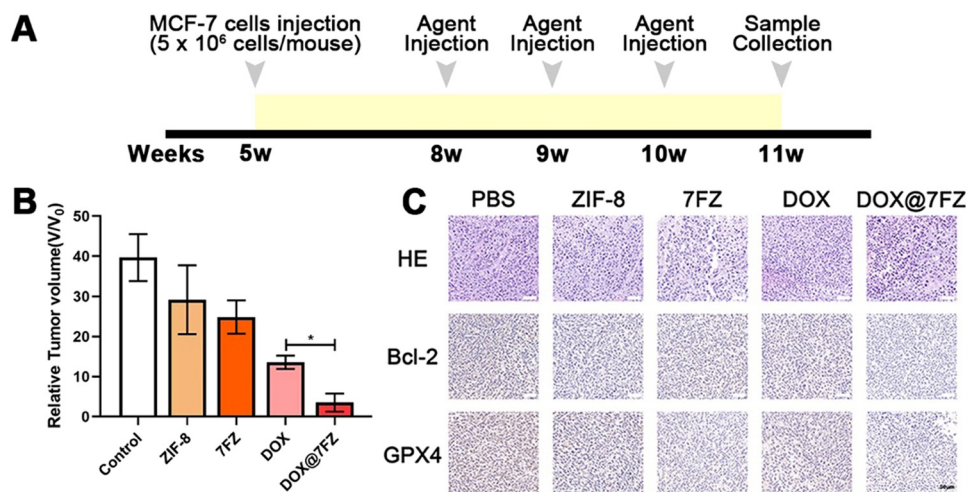 A
MCF-7 cells injection
(5 x 10⁶ cells/mouse)
Agent
Injection
Agent
Injection
Agent
Injection
Sample
Collection
Weeks 5w 8w 9w 10w 11w
B
Relative Tumor volume(V/V₀)
50
40
30
20
10
0
*
Control
ZIF-8
7FZ
DOX
DOX@7FZ
C
PBS ZIF-8 7FZ DOX DOX@7FZ
HE
Bcl-2
GPX4
50μm